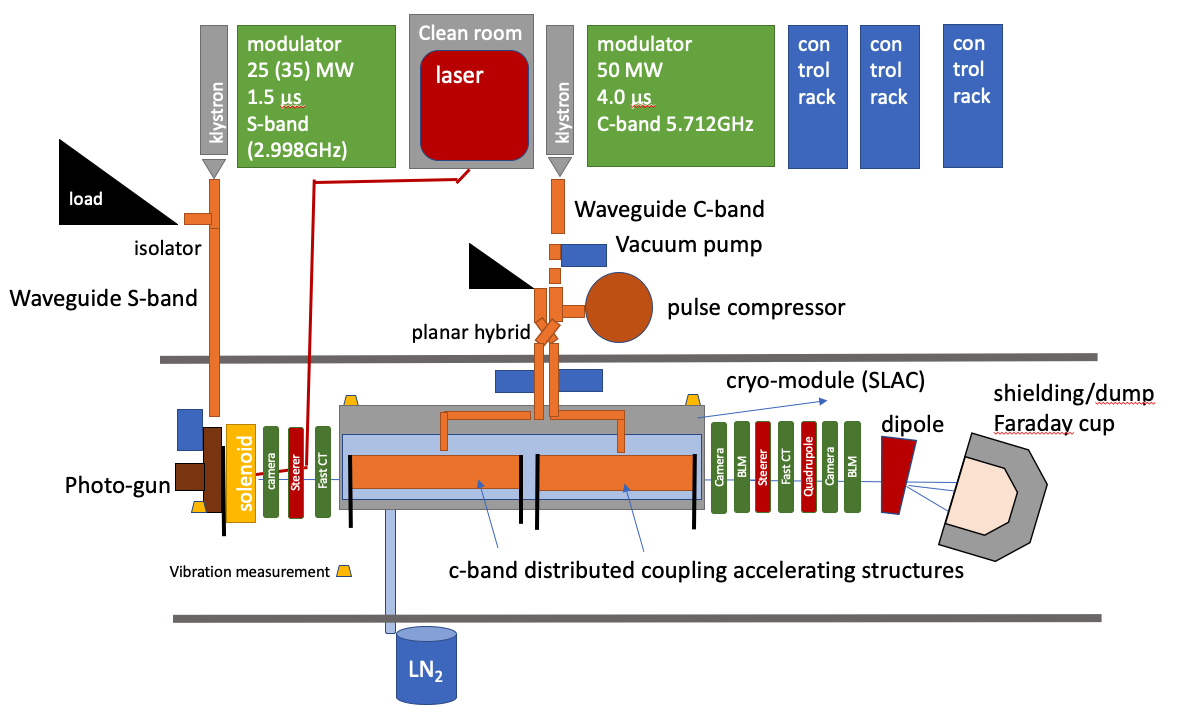 klystron
modulator
25 (35) MW
1.5 µs
S-band
(2.998GHz)
Clean room
laser
klystron
modulator
50 MW
4.0 µs
C-band 5.712GHz
con
trol
rack
con
trol
rack
con
trol
rack
load
isolator
Waveguide S-band
Waveguide C-band
Vacuum pump
pulse compressor
planar hybrid
cryo-module (SLAC)
shielding/dump
Faraday cup
dipole
Photo-gun
solenoid
camera
Steerer
Fast CT
Camera
BLM
Steerer
Fast CT
Quadrupole
Camera
BLM
Vibration measurement
c-band distributed coupling accelerating structures
LN₂